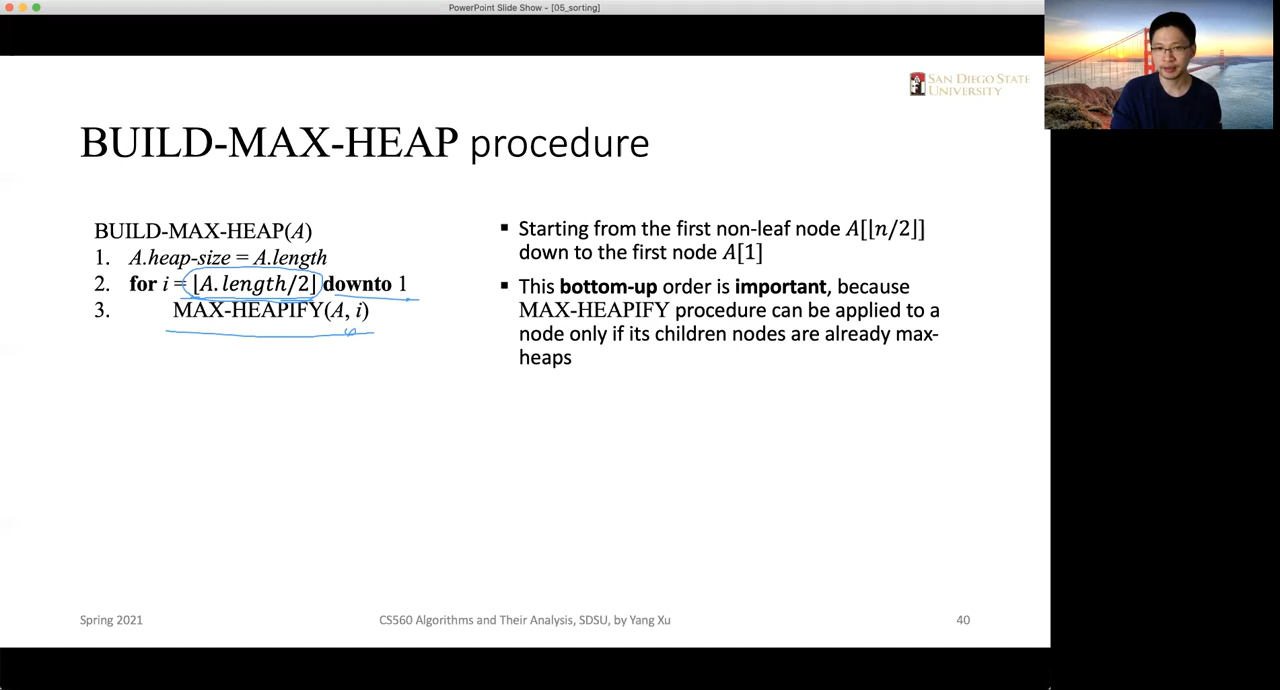 PowerPoint Slide Show - [05_sorting]
SAN DIEGO STATE
UNIVERSITY
BUILD-MAX-HEAP procedure
BUILD-MAX-HEAP(A)
1. A.heap-size = A.length
2. for i = ⌊A.length/2⌋ downto 1
3. MAX-HEAPIFY(A, i)
▪ Starting from the first non-leaf node A[⌊n/2⌋]
down to the first node A[1]
▪ This bottom-up order is important, because
MAX-HEAPIFY procedure can be applied to a
node only if its children nodes are already max-
heaps
Spring 2021
CS560 Algorithms and Their Analysis, SDSU, by Yang Xu
40